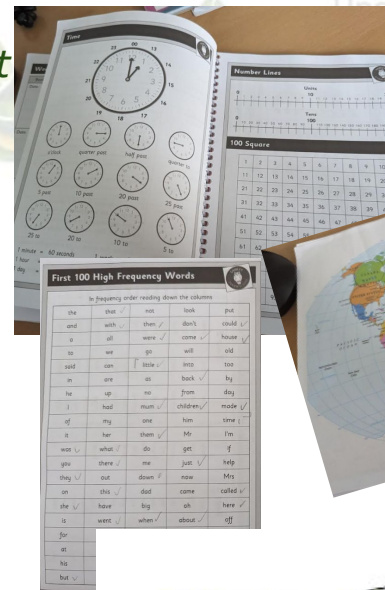 Time
00
23 13
22 14
21 15
20 16
19 17
18
11 12 1
10 2
9 3
8 4
7 6 5
o'clock quarter past half past quarter to
5 past 10 past 20 past 25 past
25 to 20 to 10 to 5 to
1 minute = 60 seconds
1 hour
1 day
Number Lines
Units
0 10
Tens
0 100
100 Square
1 2 3 4 5 6 7 8 9 10
11 12 13 14 15 16 17 18 19
21 22 23 24 25 26 27 28 29
31 32 33 34 35 36 37 38 39
41 42 43 44 45 46 47
51 52 53 54 55
61 62
First 100 High Frequency Words
In frequency order reading down the columns
the that not look put
and with then don't could
a all were come house
to we go will old
said can little into too
in are as back by
he up no from day
I had mum children made
of my one him time
it her them Mr I'm
was what do get if
you there me just help
they out down now Mrs
on this dad came called
she have big oh here
is went when about off
for
at
his
but